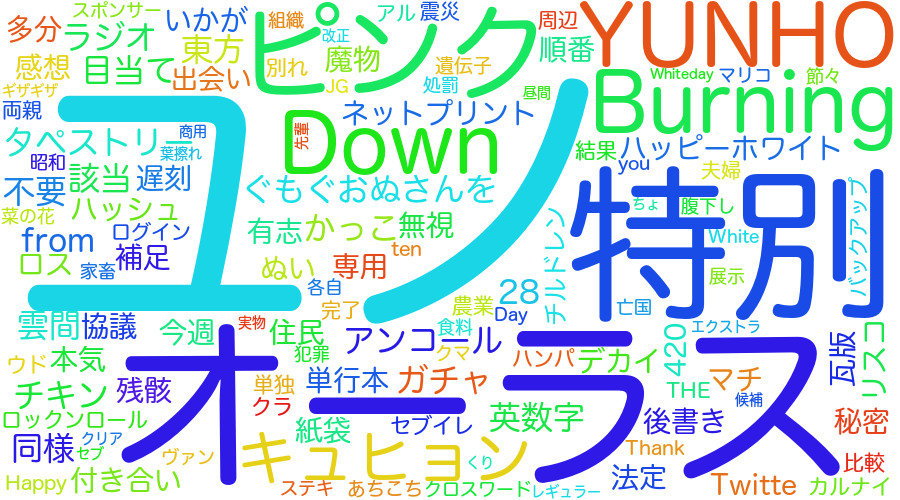 スポンサー
多分
ラジオ
いかが
組織
ピンク
アル
震災
周辺
YUNHO
感想
目当て
東方
出会い
改正
魔物
別れ
遺伝子
順番
Whiteday
マリコ
節々
ギザギザ
JG
処罰
昼間
Burning
両親
ユノ
ネットプリント
タペストリー
商用
先輩
Down
昭和
葉擦れ
結果
ハッピーホワイト
you
夫婦
不要
該当
遅刻
ぐもぐおぬさんを
特別
ちょ
腹下し
バックアップ
菜の花
ハッシュ
from
ログイン
有志
かっこ
無視
チルドレン
White
ロス
家畜
補足
ぬい
専用
ten
展示
各自
28
雲間
協議
今週
実物
住民
完了
農業
Day
亡国
食料
エクストラ
ウド
本気
犯罪
アンコール
クマ
ハンパ
デカイ
420
瓦版
リスコ
チキン
残骸
オーラス
単独
単行本
ガチャ
THE
マチ
候補
ロックンロール
クラ
紙袋
セブイレ
英数字
後書き
秘密
同様
クリア
セブ
ヴァン
キュヒョン
くり
Thank
比較
Happy
付き合い
ステキ
あちこち
クロスワード
レギュラー
法定
Twitte
カルナイ